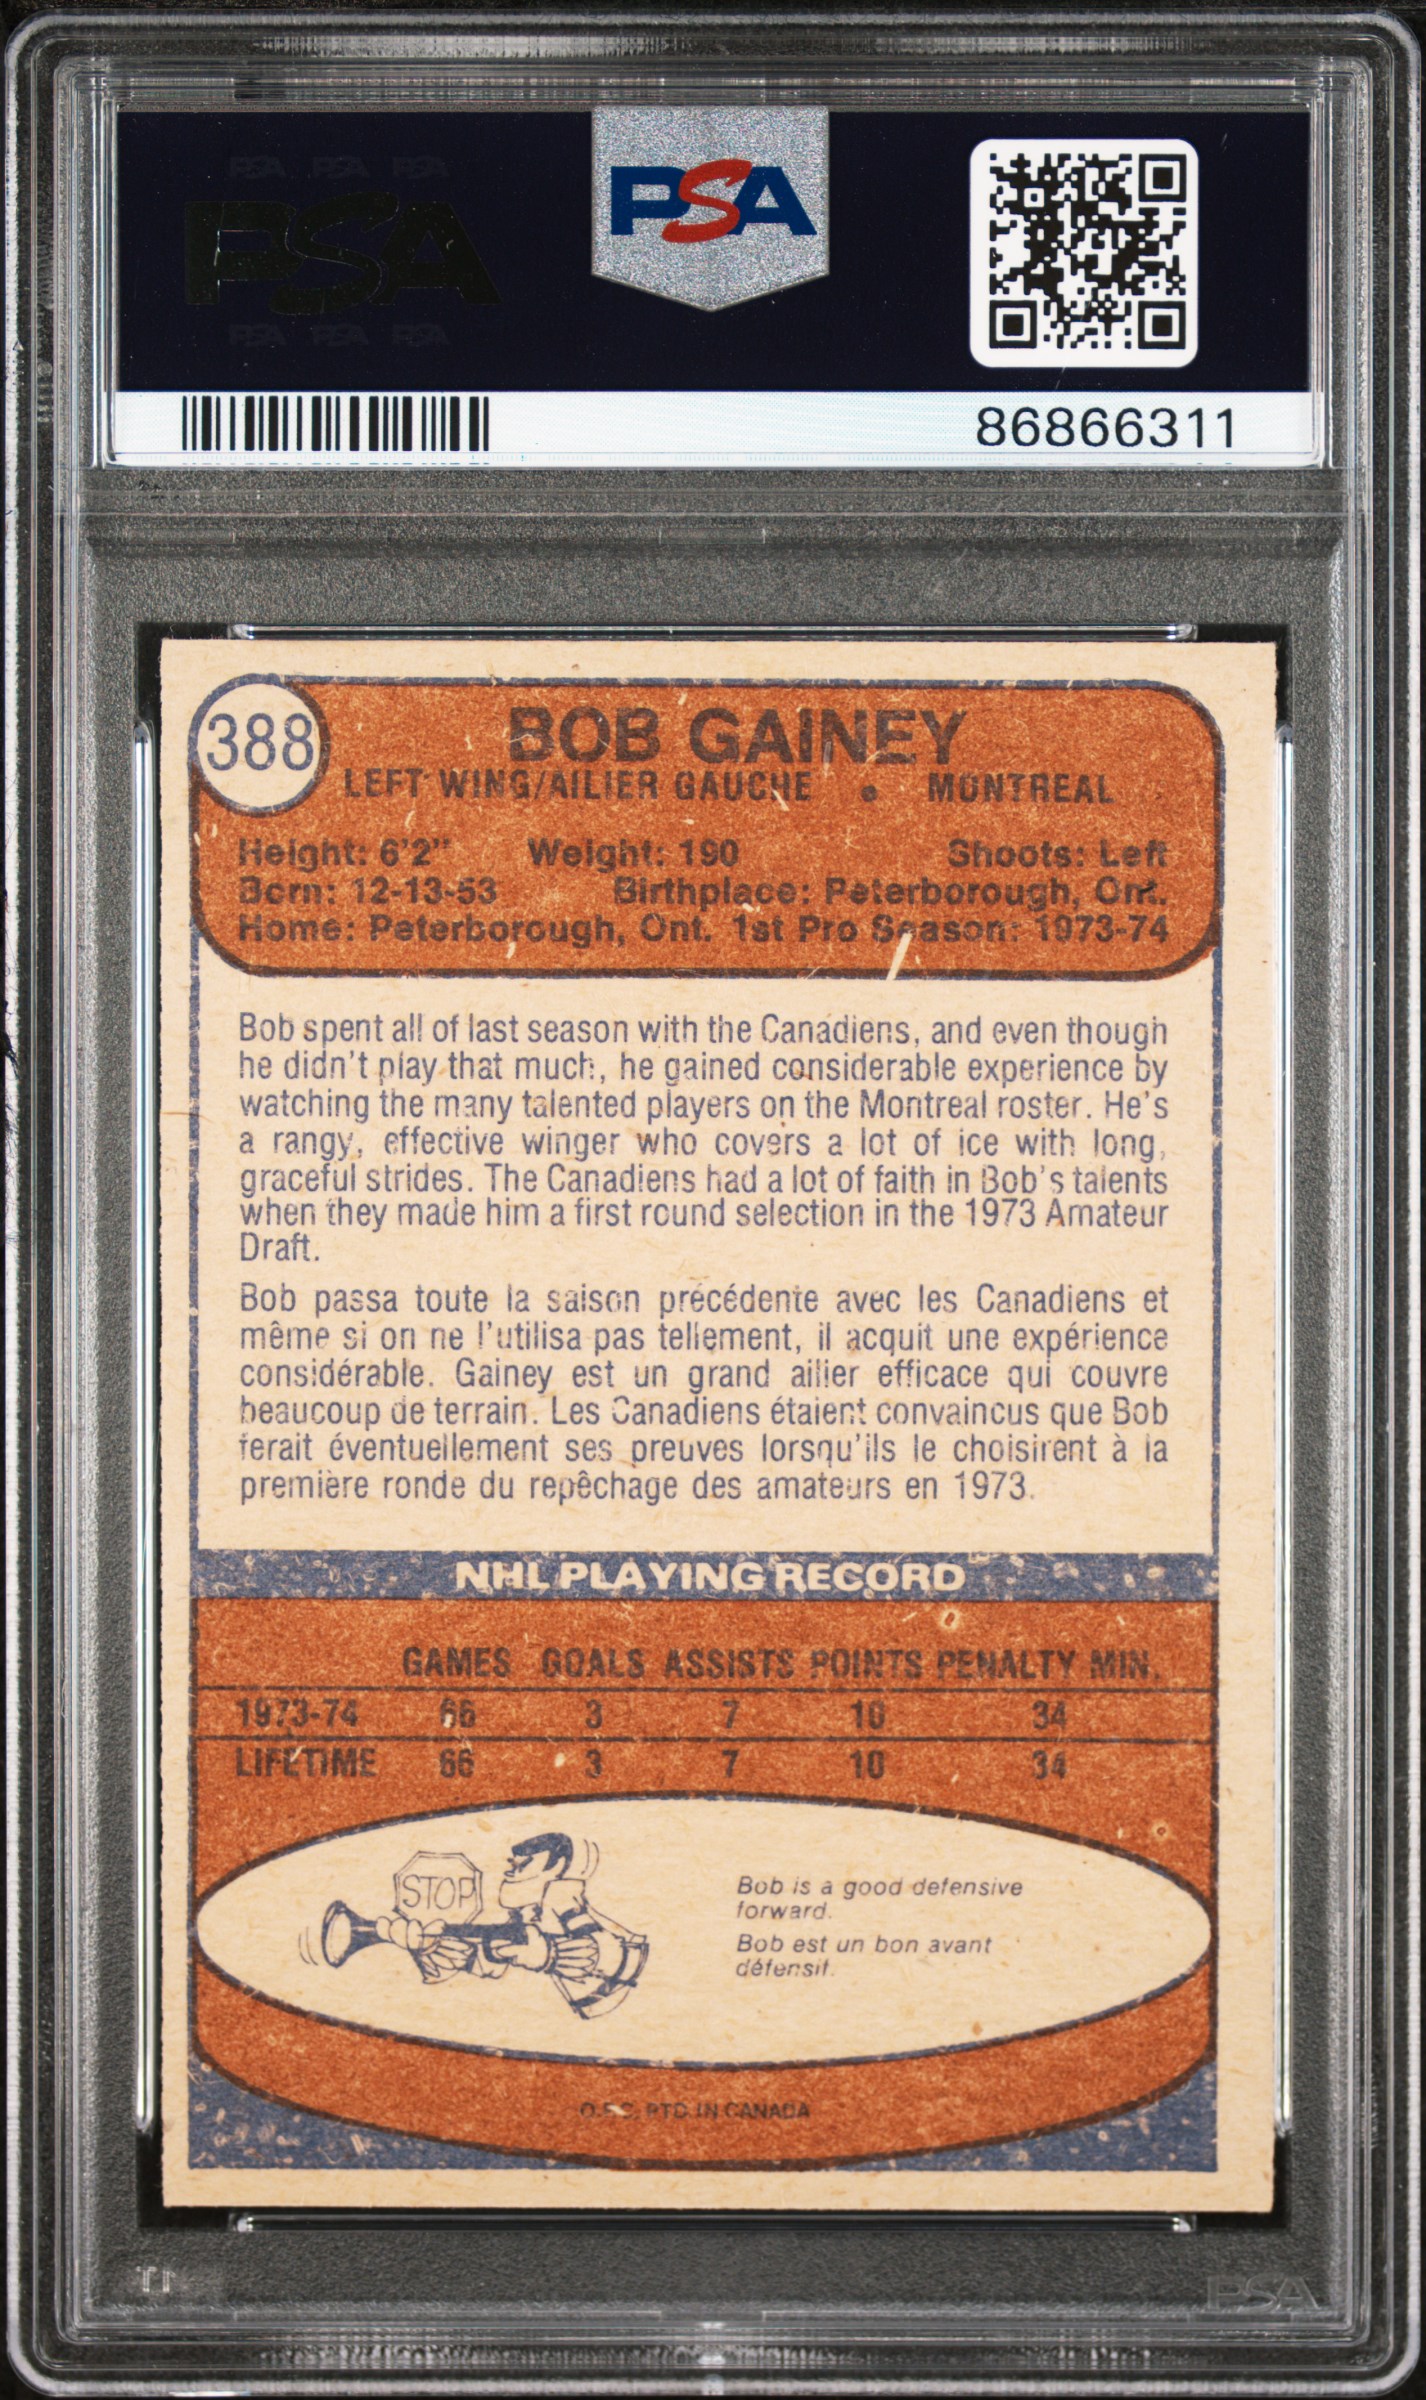 PSA PSA PSA
PSA
PSA PSA PSA
PSA
86866311
388
BOB GAINEY
LEFT WING/AILIER GAUCHE • MONTREAL
Height: 6'2" Weight: 190 Shoots: Left
Born: 12-13-53 Birthplace: Peterborough, Ont.
Home: Peterborough, Ont. 1st Pro Season: 1973-74
Bob spent all of last season with the Canadiens, and even though
he didn't play that much, he gained considerable experience by
watching the many talented players on the Montreal roster. He's
a rangy, effective winger who covers a lot of ice with long,
graceful strides. The Canadiens had a lot of faith in Bob's talents
when they made him a first round selection in the 1973 Amateur
Draft.
Bob passa toute la saison précédente avec les Canadiens et
même si on ne l'utilisa pas tellement, il acquit une expérience
considérable. Gainey est un grand ailier efficace qui couvre
beaucoup de terrain. Les Canadiens étaient convaincus que Bob
ferait éventuellement ses preuves lorsqu'ils le choisirent à la
première ronde du repêchage des amateurs en 1973.
NHL PLAYING RECORD
GAMES GOALS ASSISTS POINTS PENALTY MIN.
1973-74 66 3 7 10 34
LIFETIME 66 3 7 10 34
STOP
Bob is a good defensive
forward.
Bob est un bon avant
défensif.
O.P.C. PTD. IN CANADA
PSA